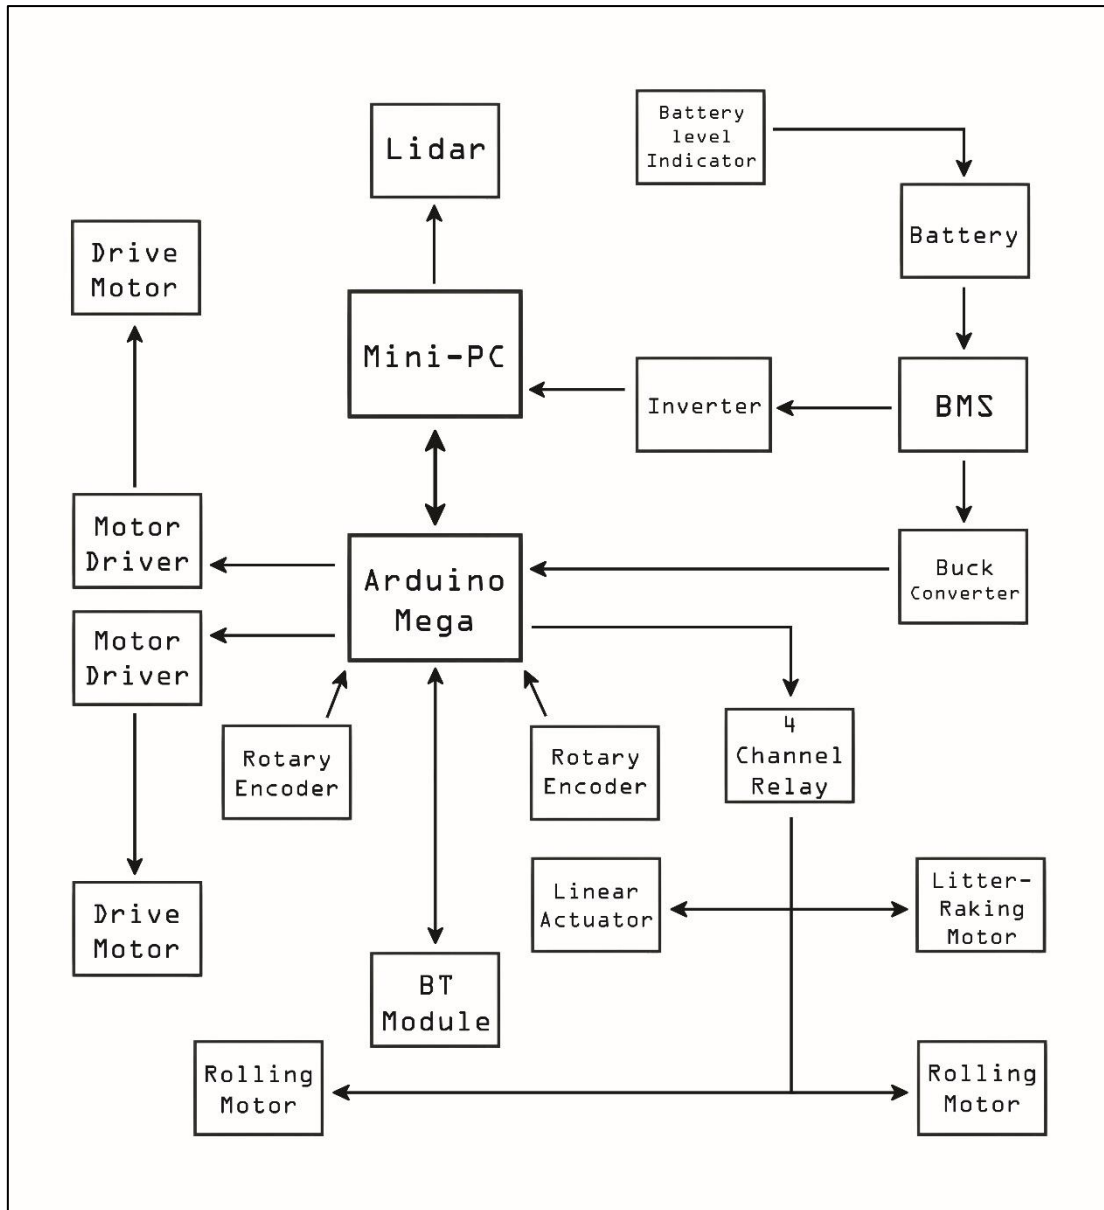 Lidar
Battery
level
Indicator
Battery
Drive
Motor
Mini-PC
Inverter
BMS
Motor
Driver
Arduino
Mega
Buck
Converter
Motor
Driver
Rotary
Encoder
Rotary
Encoder
4
Channel
Relay
Linear
Actuator
Litter-
Raking
Motor
Drive
Motor
BT
Module
Rolling
Motor
Rolling
Motor